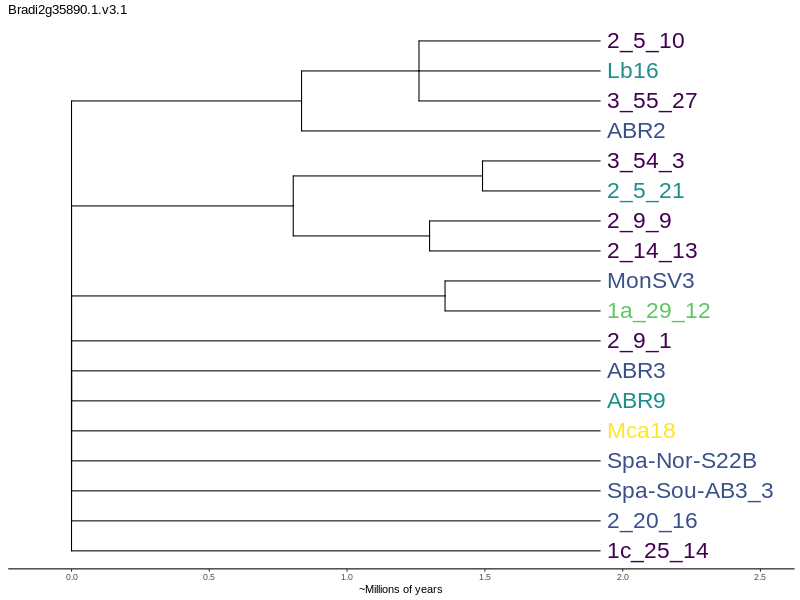 Bradi2g35890.1.v3.1
2_5_10
Lb16
3_55_27
ABR2
3_54_3
2_5_21
2_9_9
2_14_13
MonSV3
1a_29_12
2_9_1
ABR3
ABR9
Mca18
Spa-Nor-S22B
Spa-Sou-AB3_3
2_20_16
1c_25_14
0.0 0.5 1.0 1.5 2.0 2.5
~Millions of years